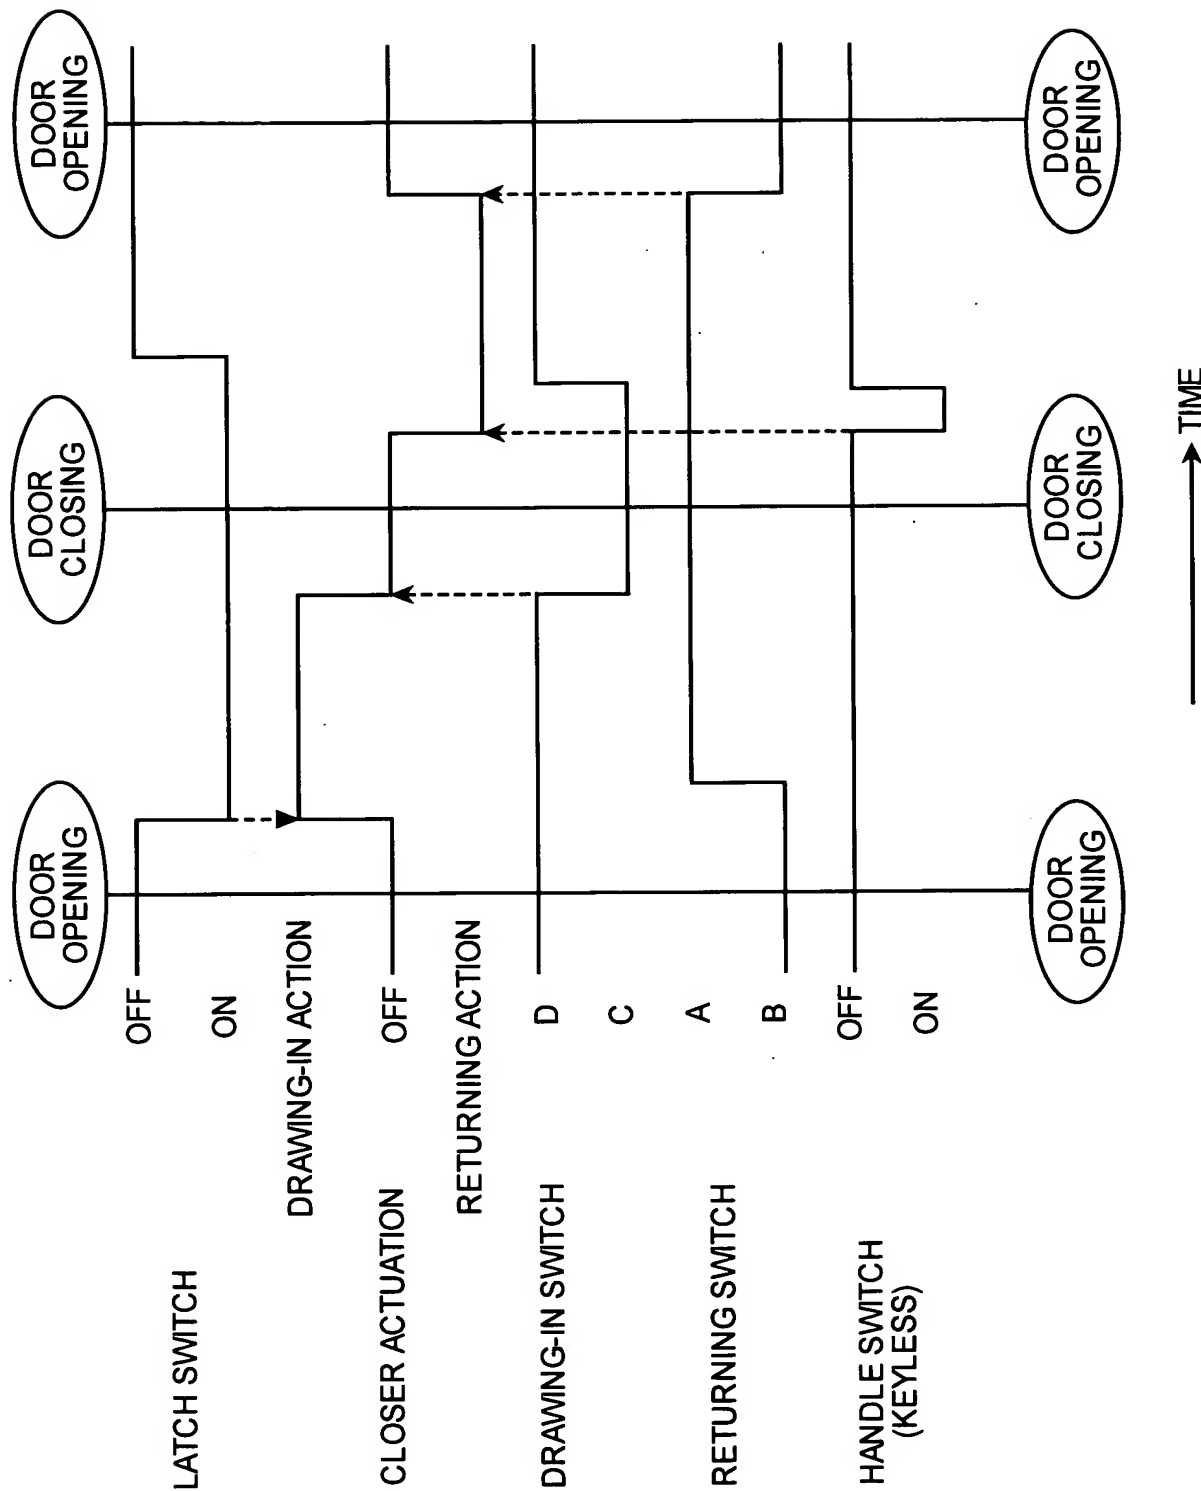 DOOR
OPENING
DOOR
CLOSING
DOOR
OPENING
LATCH SWITCH
OFF
ON
CLOSER ACTUATION
DRAWING-IN ACTION
OFF
RETURNING ACTION
DRAWING-IN SWITCH
D
C
RETURNING SWITCH
A
B
HANDLE SWITCH
(KEYLESS)
OFF
ON
DOOR
OPENING
DOOR
CLOSING
DOOR
OPENING
TIME